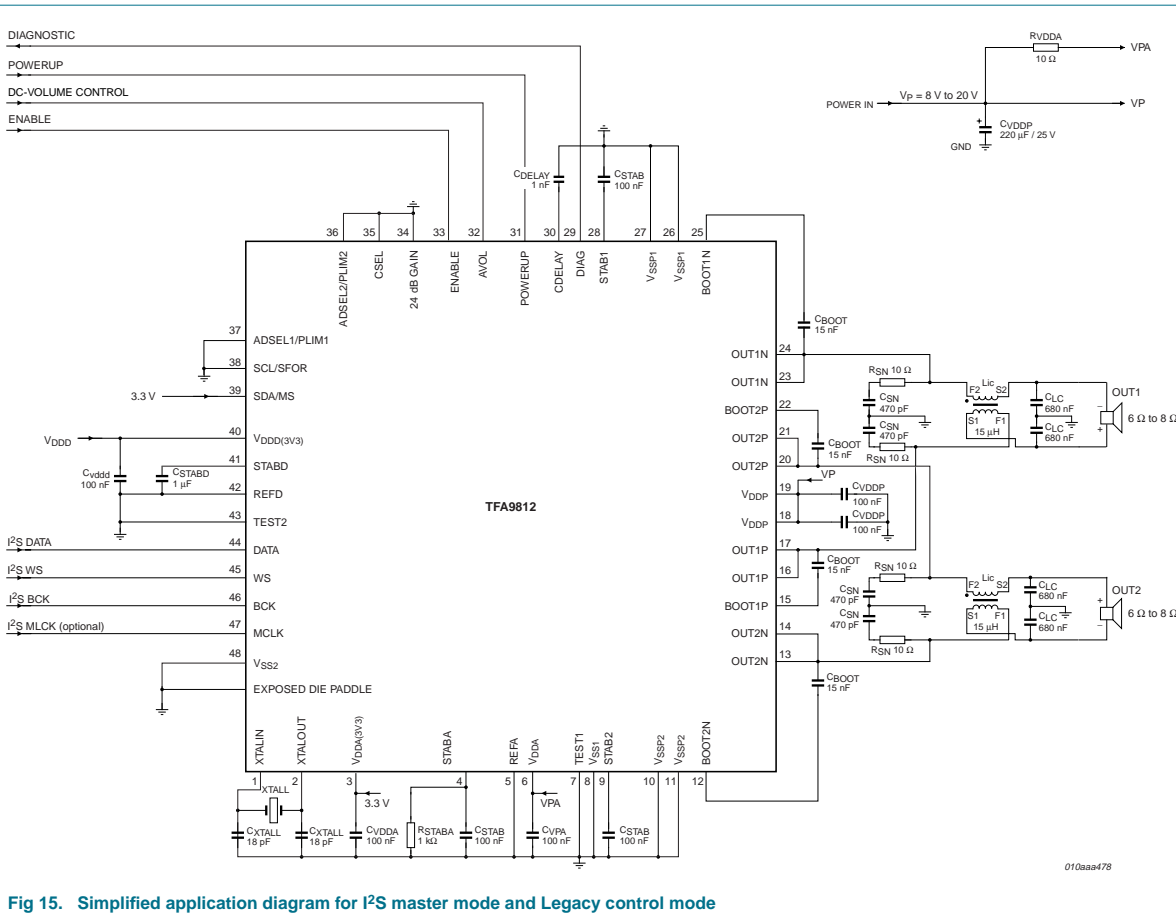 DIAGNOSTIC
POWERUP
DC-VOLUME CONTROL
ENABLE
RVDDA
10 Ω
VPA
POWER IN
VP = 8 V to 20 V
VP
+
CVDDP
220 μF / 25 V
GND
CDELAY
1 nF
CSTAB
100 nF
36
35
34
33
32
31
30
29
28
27
26
25
ADSEL2/PLIM2
CSEL
24 dB GAIN
ENABLE
AVOL
POWERUP
CDELAY
DIAG
STAB1
VSSP1
VSSP1
BOOT1N
37
ADSEL1/PLIM1
38
SCL/SFOR
3.3 V
39
SDA/MS
VDDD
40
VDDD(3V3)
41
STABD
Cvddd
100 nF
CSTABD
1 μF
42
REFD
43
TEST2
I2S DATA
44
DATA
I2S WS
45
WS
I2S BCK
46
BCK
I2S MLCK (optional)
47
MCLK
48
VSS2
EXPOSED DIE PADDLE
TFA9812
CBOOT
15 nF
OUT1N
24
OUT1N
23
BOOT2P
22
OUT2P
21
OUT2P
20
CBOOT
15 nF
VP
VDDP
19
CVDDP
100 nF
VDDP
18
CVDDP
100 nF
OUT1P
17
OUT1P
16
CBOOT
15 nF
BOOT1P
15
OUT2N
14
OUT2N
13
CBOOT
15 nF
RSN 10 Ω
CSN
470 pF
CSN
470 pF
RSN 10 Ω
Lic
F2
S2
S1
F1
15 μH
CLC
680 nF
CLC
680 nF
OUT1
−
+
6 Ω to 8 Ω
RSN 10 Ω
CSN
470 pF
CSN
470 pF
RSN 10 Ω
Lic
F2
S2
S1
F1
15 μH
CLC
680 nF
CLC
680 nF
OUT2
+
−
6 Ω to 8 Ω
XTALIN
XTALOUT
VDDA(3V3)
STABA
REFA
VDDA
TEST1
VSS1
STAB2
VSSP2
VSSP2
BOOT2N
1
2
3
4
5
6
7
8
9
10
11
12
XTALL
3.3 V
VPA
CXTALL
18 pF
CXTALL
18 pF
CVDDA
100 nF
RSTABA
1 kΩ
CSTAB
100 nF
CVPA
100 nF
CSTAB
100 nF
010aaa478
Fig 15. Simplified application diagram for I2S master mode and Legacy control mode